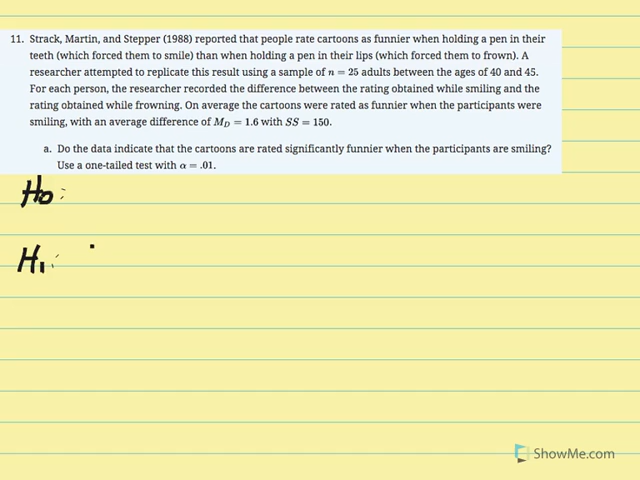 11. Strack, Martin, and Stepper (1988) reported that people rate cartoons as funnier when holding a pen in their
teeth (which forced them to smile) than when holding a pen in their lips (which forced them to frown). A
researcher attempted to replicate this result using a sample of n = 25 adults between the ages of 40 and 45.
For each person, the researcher recorded the difference between the rating obtained while smiling and the
rating obtained while frowning. On average the cartoons were rated as funnier when the participants were
smiling, with an average difference of M_D = 1.6 with SS = 150.
a. Do the data indicate that the cartoons are rated significantly funnier when the participants are smiling?
Use a one-tailed test with α = .01.
Ho:
H1:
ShowMe.com